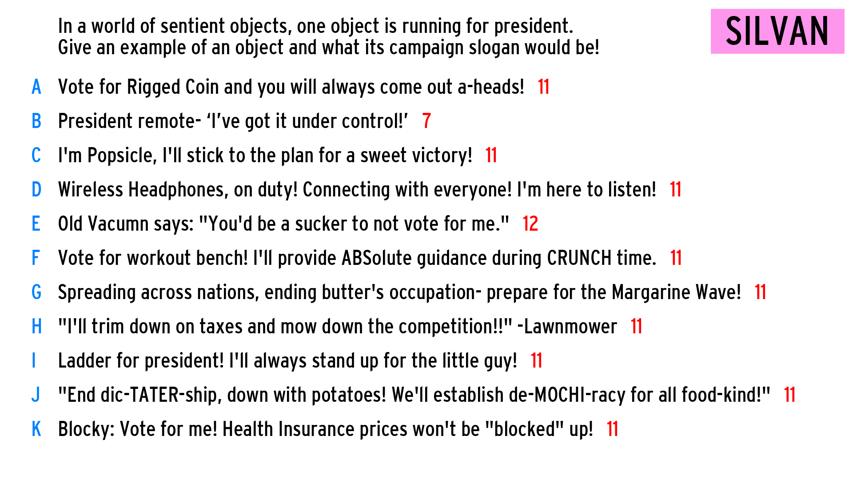 In a world of sentient objects, one object is running for president.
Give an example of an object and what its campaign slogan would be!
SILVAN
A Vote for Rigged Coin and you will always come out a-heads! 11
B President remote- ‘I’ve got it under control!’ 7
C I'm Popsicle, I'll stick to the plan for a sweet victory! 11
D Wireless Headphones, on duty! Connecting with everyone! I'm here to listen! 11
E Old Vacumn says: "You'd be a sucker to not vote for me." 12
F Vote for workout bench! I'll provide ABSolute guidance during CRUNCH time. 11
G Spreading across nations, ending butter's occupation- prepare for the Margarine Wave! 11
H "I'll trim down on taxes and mow down the competition!!" -Lawnmower 11
I Ladder for president! I'll always stand up for the little guy! 11
J "End dic-TATER-ship, down with potatoes! We'll establish de-MOCHI-racy for all food-kind!" 11
K Blocky: Vote for me! Health Insurance prices won't be "blocked" up! 11